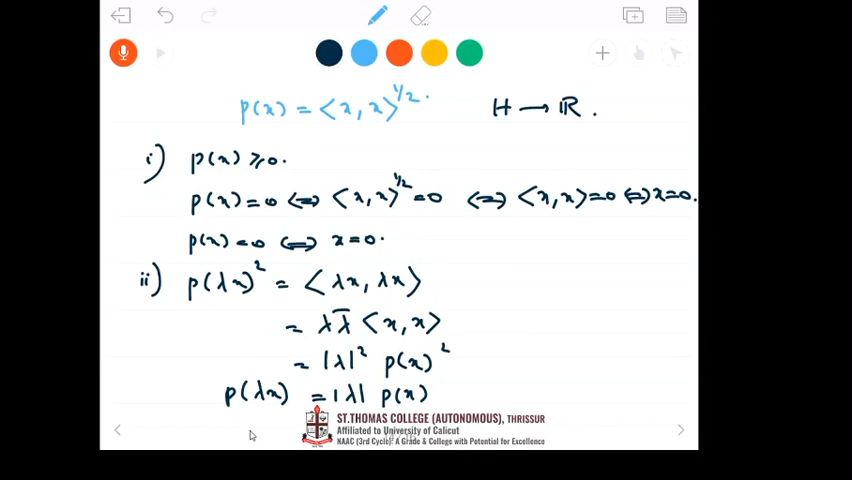 p(x) = <x, x>^1/2. H → ℝ.
i) p(x) ⩾ 0.
p(x) = 0 ⟺ <x, x>^1/2 = 0 ⟺ <x, x> = 0 ⟺ x = 0.
p(x) = 0 ⟺ x = 0.
ii) p(λx)² = <λx, λx>
= λλ̅ <x, x>
= |λ|² p(x)²
p(λx) = |λ| p(x)
ST.THOMAS COLLEGE (AUTONOMOUS), THRISSUR
Affiliated to University of Calicut
NAAC (3rd Cycle): A Grade & College with Potential for Excellence